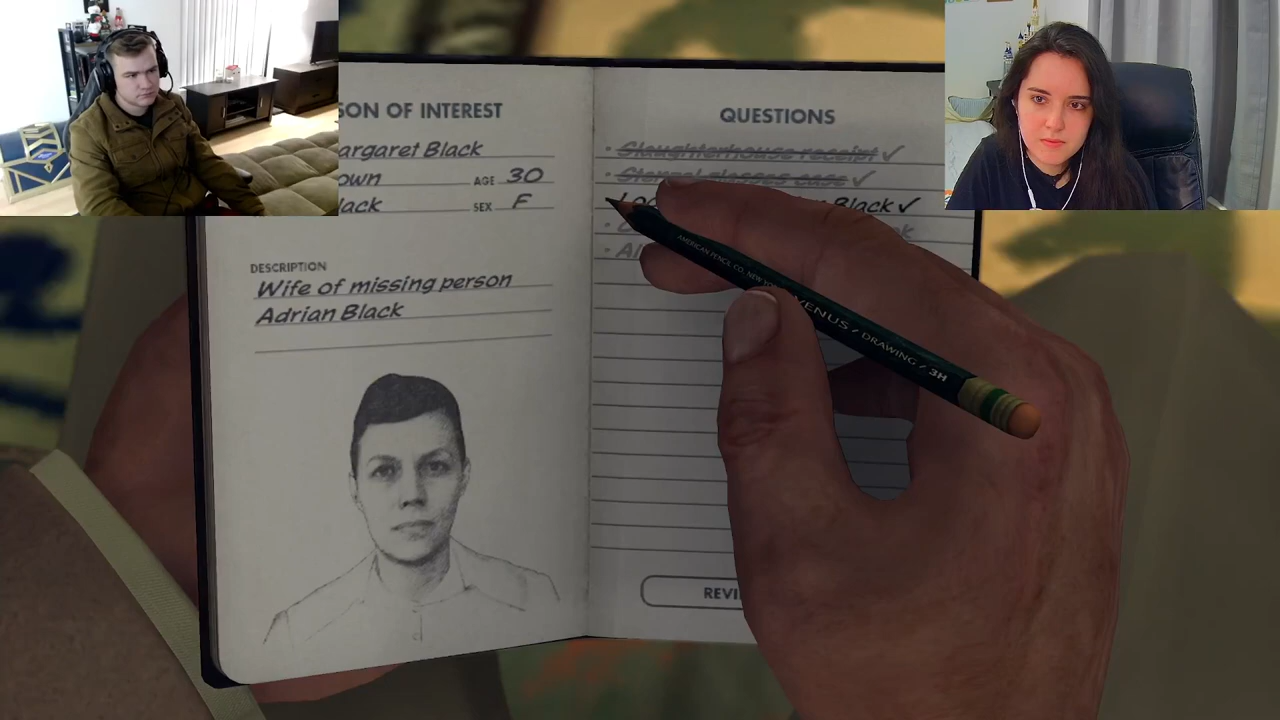 SON OF INTEREST
argaret Black
own AGE 30
lack SEX F
DESCRIPTION
Wife of missing person
Adrian Black
QUESTIONS
· Slaughterhouse receipt ✓
· Stenzel glasses case ✓
Black ✓
REVI
AMERICAN PENCIL CO. NEW
VENUS / DRAWING / 3H